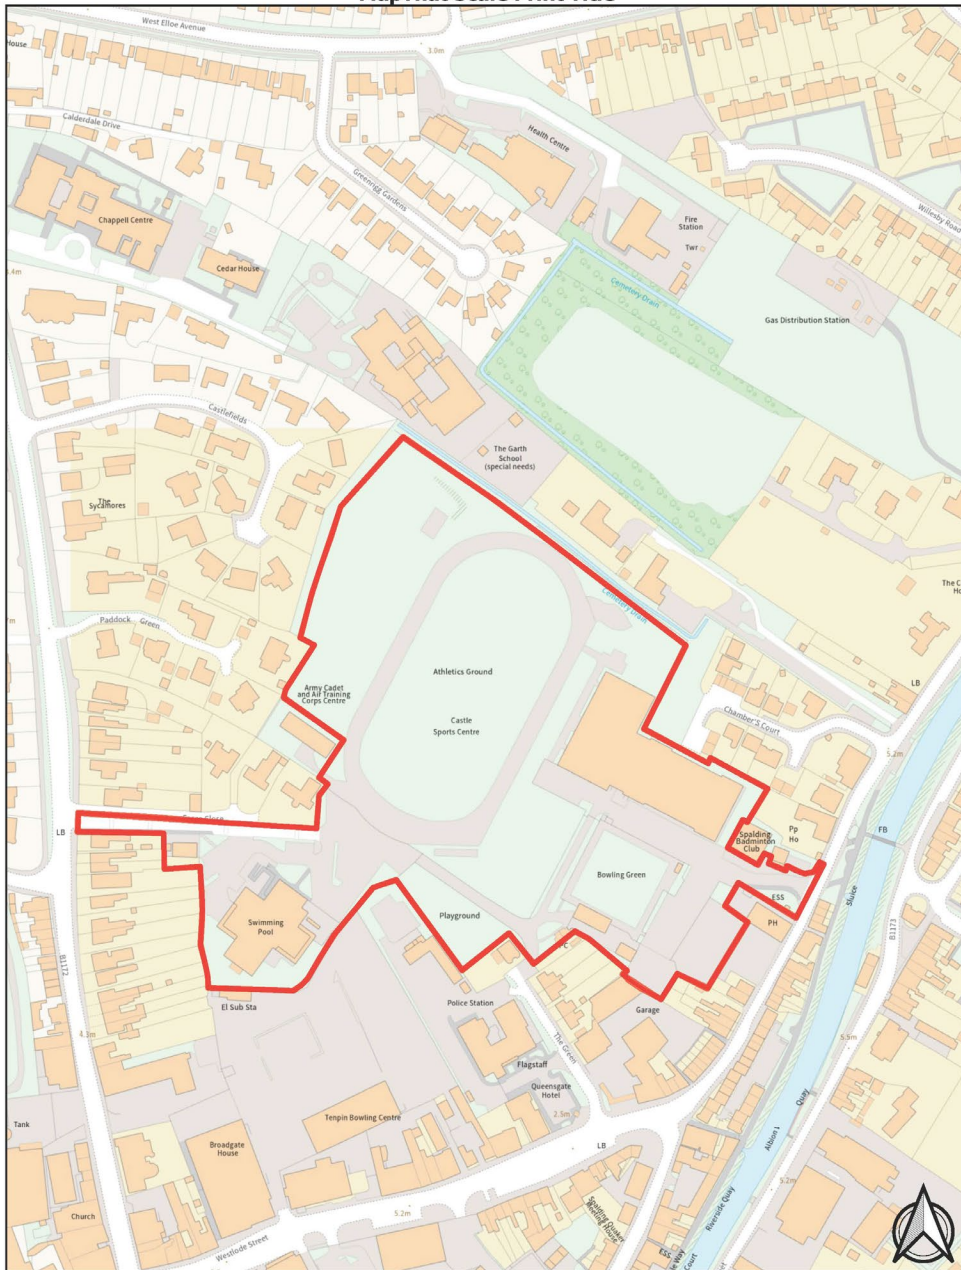 West Elloe Avenue
House
3.0m
Calderdale Drive
Health Centre
Greenrigg Gardens
Willesby Road
Chappell Centre
Fire
Station
Twr
Cedar House
Cemetery Drain
Gas Distribution Station
Castlefields
The Garth
School
(special needs)
The
Sycamores
Cemetery Drain
Paddock Green
Athletics Ground
LB
Army Cadet
and Air Training
Corps Centre
Castle
Sports Centre
Chamber'S Court
5.2m
LB
Pp
Ho
Spalding
Badminton
Club
FB
Bowling Green
ESS
Sluice
Playground
PH
Swimming
Pool
B1173
B1172
El Sub Sta
Police Station
Garage
4.3m
The Green
5.5m
Flagstaff
Queensgate
Hotel
Quay
2.5m
Tank
Tenpin Bowling Centre
Albion
Broadgate
House
LB
5.2m
Church
5.2m
Spalding Quaker
Meeting House
Riverside Quay
Westlode Street
ESS
Court